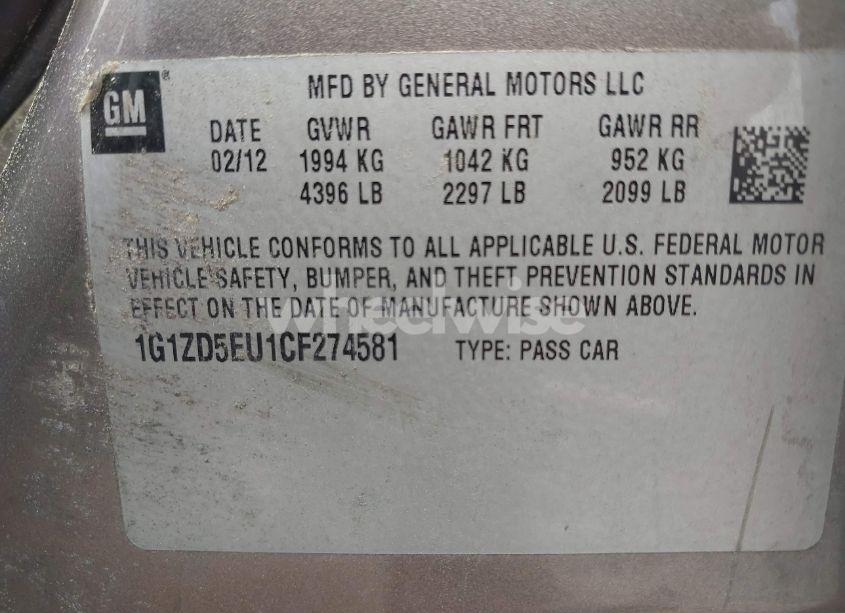 GM®
MFD BY GENERAL MOTORS LLC
DATE GVWR GAWR FRT GAWR RR
02/12 1994 KG 1042 KG 952 KG
4396 LB 2297 LB 2099 LB
THIS VEHICLE CONFORMS TO ALL APPLICABLE U.S. FEDERAL MOTOR
VEHICLE SAFETY, BUMPER, AND THEFT PREVENTION STANDARDS IN
EFFECT ON THE DATE OF MANUFACTURE SHOWN ABOVE.
wheelwise
1G1ZD5EU1CF274581 TYPE: PASS CAR